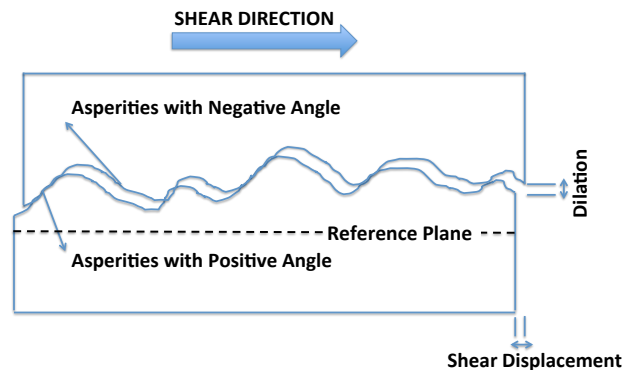 SHEAR DIRECTION
Asperities with Negative Angle
Dilation
Reference Plane
Asperities with Positive Angle
Shear Displacement